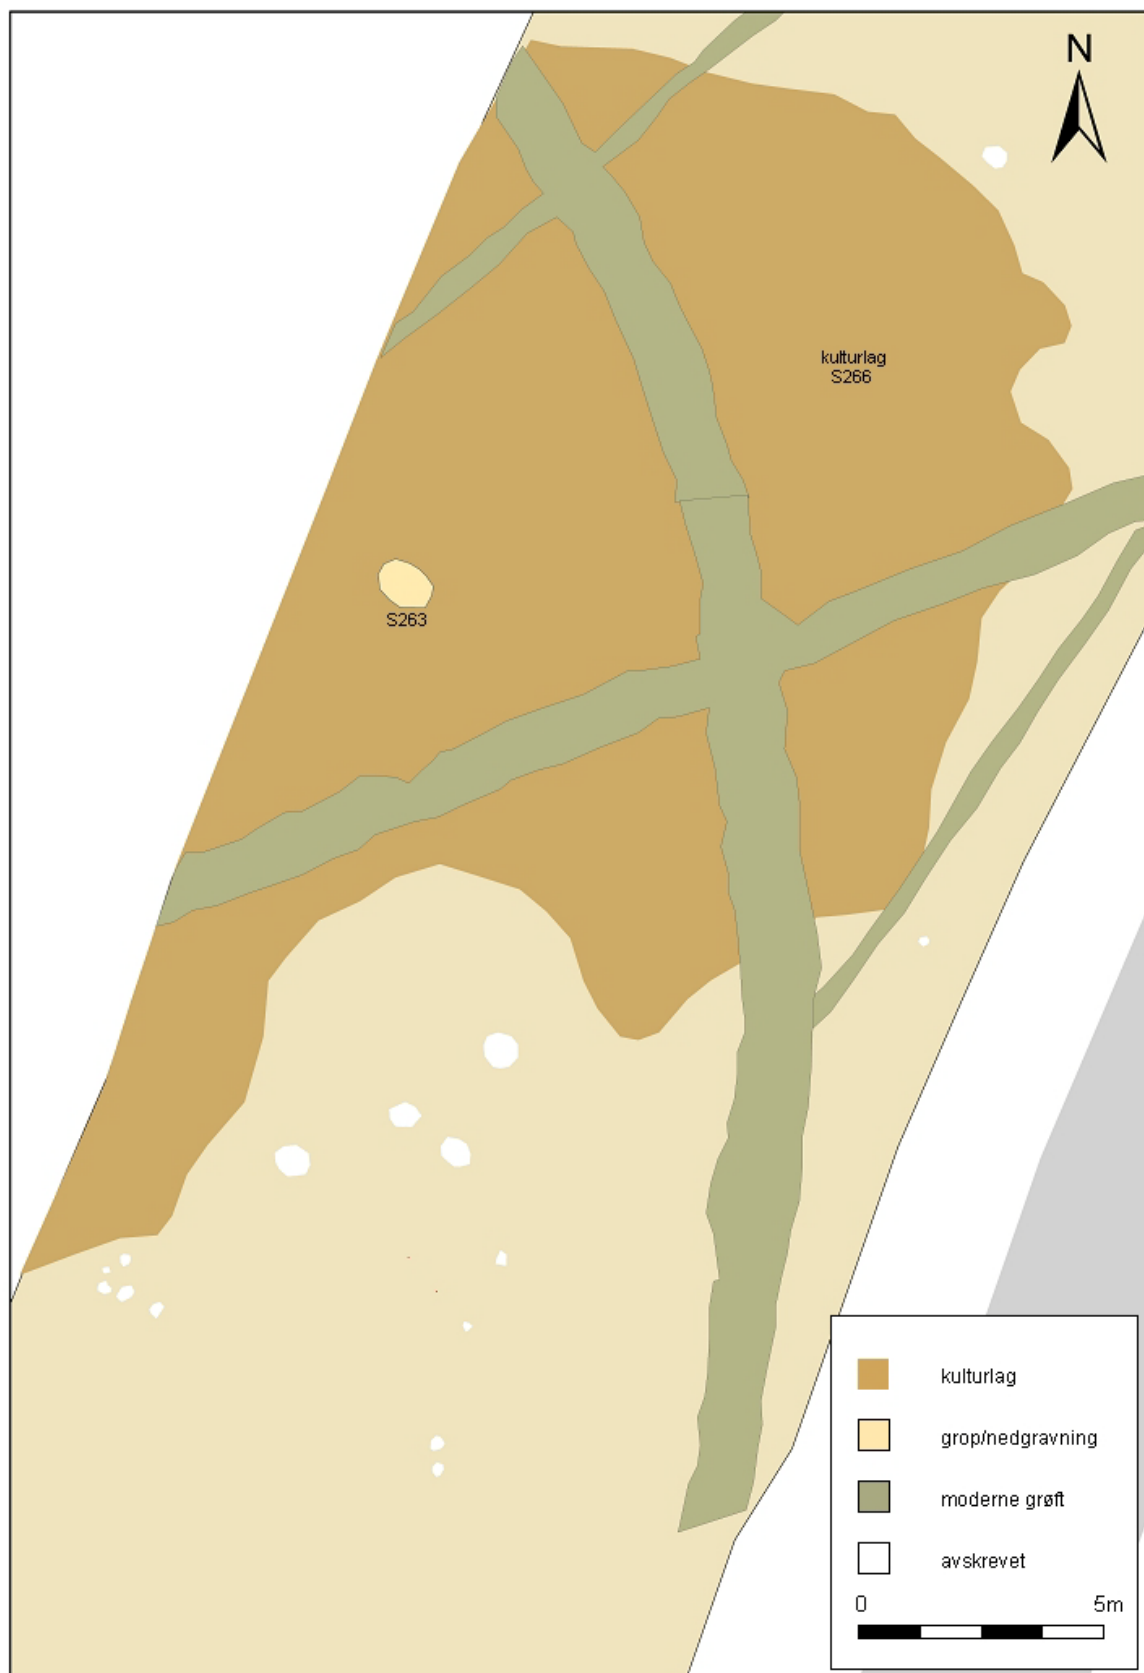 N
kulturlag
S266
S263
kulturlag
grop/nedgravning
moderne grøft
avskrevet
0 5m